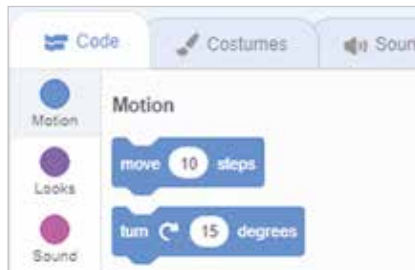 Code Costumes Soun
Motion
Motion
move 10 steps
Looks
turn 15 degrees
Sound